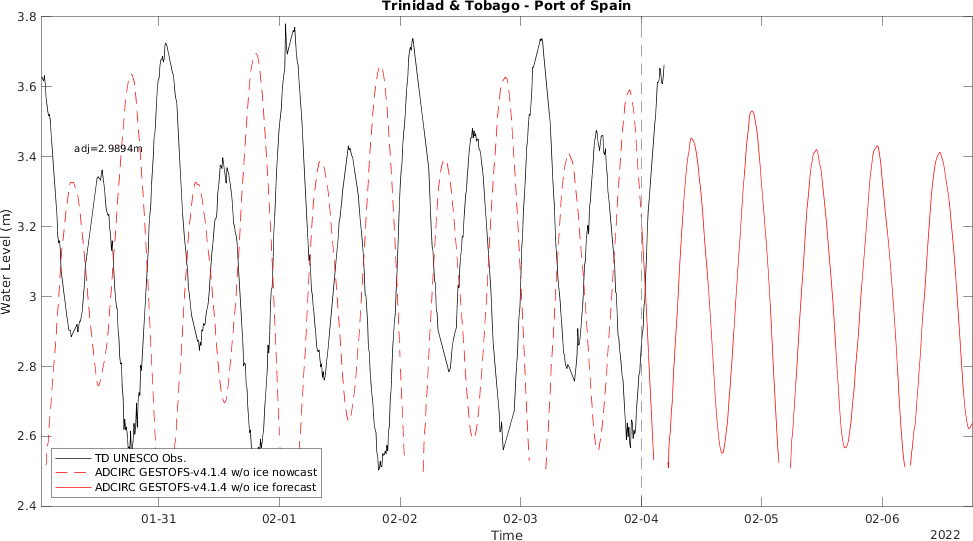 Trinidad & Tobago - Port of Spain
3.8
3.6
adj=2.9894m
3.4
3.2
Water Level (m)
3
2.8
2.6
TD UNESCO Obs.
ADCIRC GESTOFS-v4.1.4 w/o ice nowcast
ADCIRC GESTOFS-v4.1.4 w/o ice forecast
2.4
01-31 02-01 02-02 02-03 02-04 02-05 02-06
Time 2022